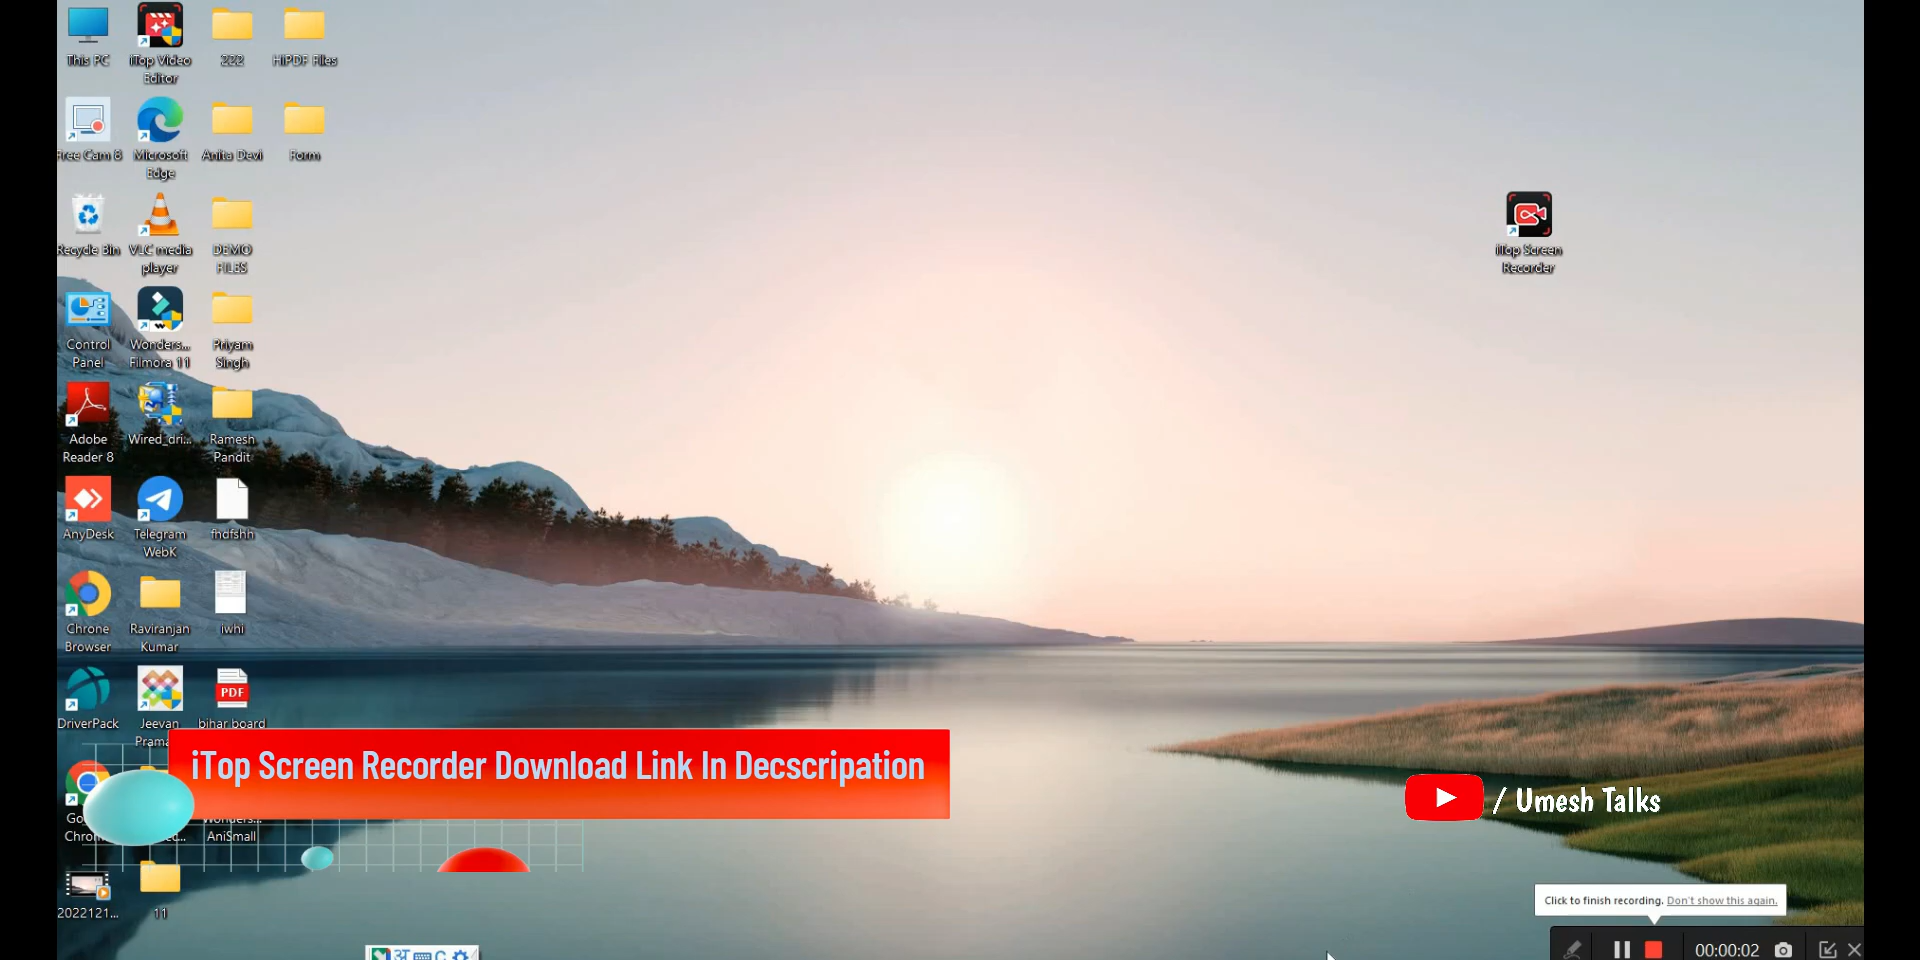 This PC
iTop Video
Editor
222
HiPDF Files
Free Cam 8
Microsoft
Edge
Anita Devi
Form
Recycle Bin
VLC media
player
DEMO
FILES
iTop Screen
Recorder
Control
Panel
Wonders...
Filmora 11
Priyam
Singh
Adobe
Reader 8
Wired_dri...
Ramesh
Pandit
AnyDesk
Telegram
WebK
fhdfshh
Chrone
Browser
Raviranjan
Kumar
iwhi
DriverPack
Jeevan
PDF
bihar board
iTop Screen Recorder Download Link In Decscripation
/ Umesh Talks
AniSmall
2022121...
11
Click to finish recording. Don't show this again.
00:00:02